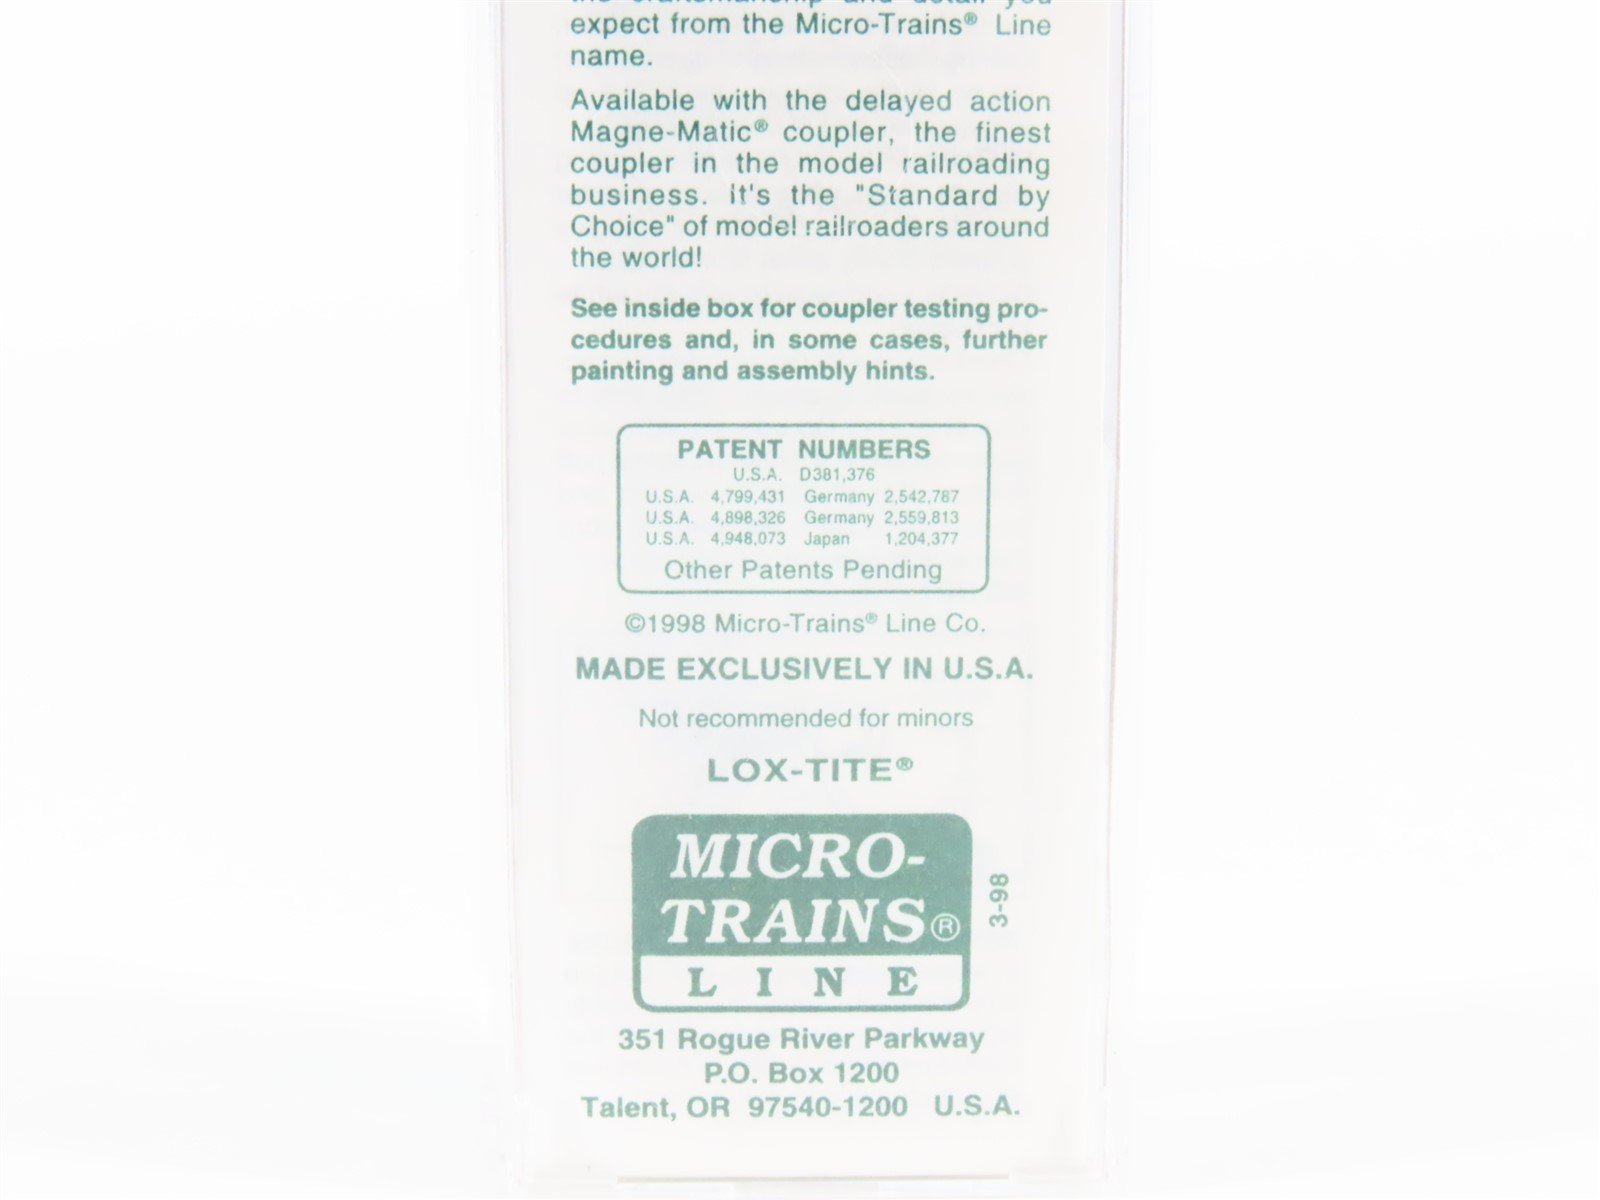 the craftsmanship and detail you
expect from the Micro-Trains® Line
name.
Available with the delayed action
Magne-Matic® coupler, the finest
coupler in the model railroading
business. It's the "Standard by
Choice" of model railroaders around
the world!
See inside box for coupler testing pro-
cedures and, in some cases, further
painting and assembly hints.
PATENT NUMBERS
U.S.A. D381,376
U.S.A. 4,799,431 Germany 2,542,787
U.S.A. 4,898,326 Germany 2,559,813
U.S.A. 4,948,073 Japan 1,204,377
Other Patents Pending
©1998 Micro-Trains® Line Co.
MADE EXCLUSIVELY IN U.S.A.
Not recommended for minors
LOX-TITE®
MICRO-
TRAINS®
LINE
3-98
351 Rogue River Parkway
P.O. Box 1200
Talent, OR 97540-1200 U.S.A.